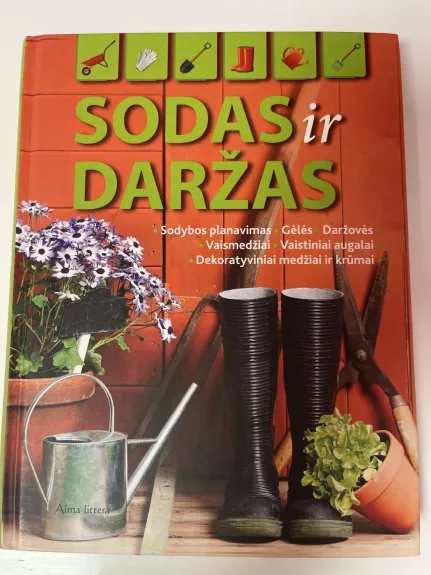 SODAS ir
DARŽAS
• Sodybos planavimas • Gėlės • Daržovės •
• Vaismedžiai • Vaistiniai augalai
• Dekoratyviniai medžiai ir krūmai
Alma littera